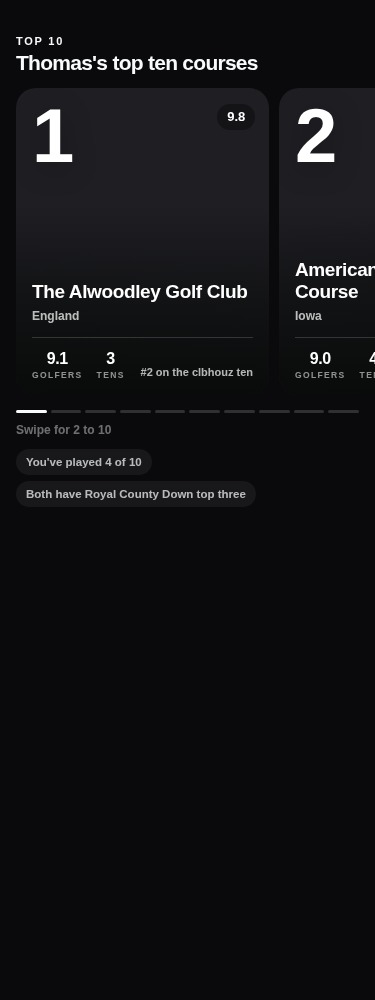 TOP 10
Thomas's top ten courses
1
9.8
The Alwoodley Golf Club
England
9.1
GOLFERS
3
TENS
#2 on the clbhouz ten
2
American
Course
Iowa
9.0
GOLFERS
4
Swipe for 2 to 10
You've played 4 of 10
Both have Royal County Down top three